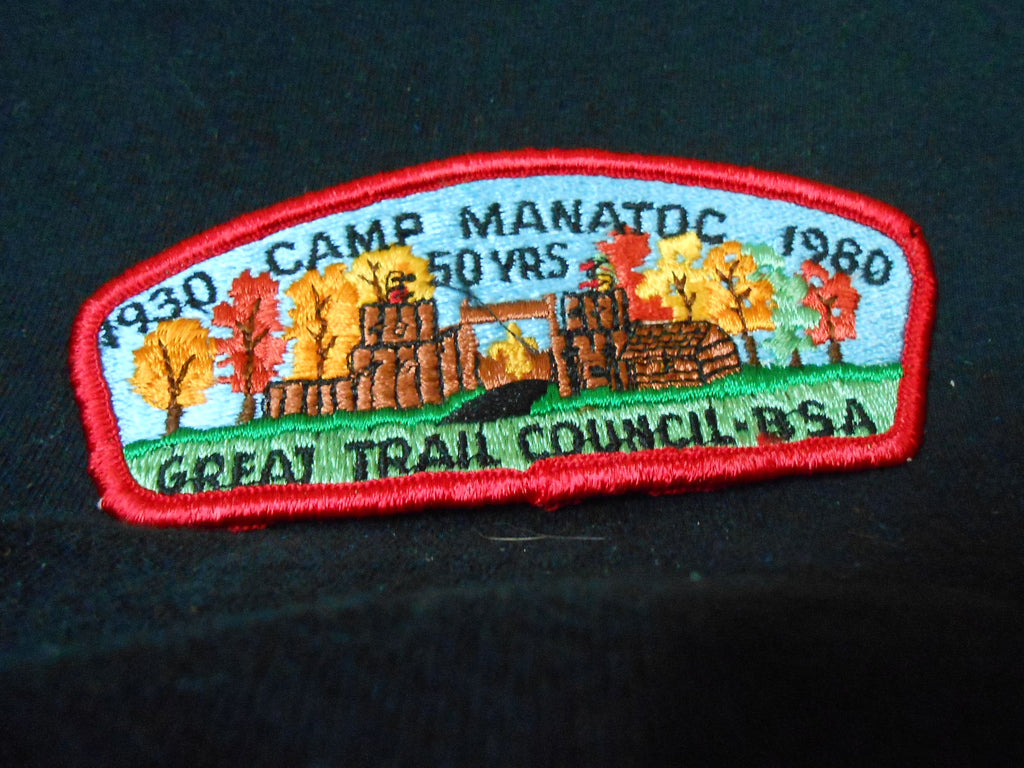 1930 CAMP MANATOC 1980
50 YRS
GREAT TRAIL COUNCIL-BSA